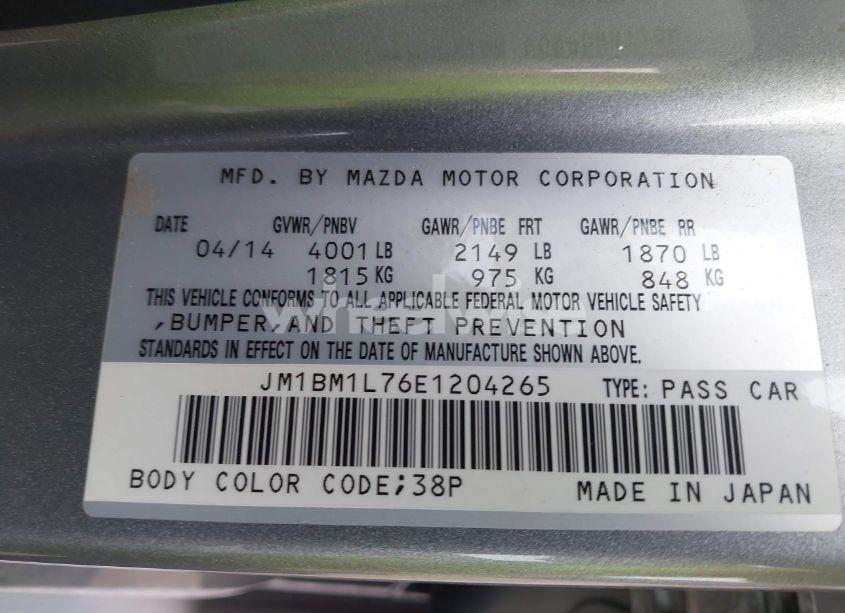 MFD. BY MAZDA MOTOR CORPORATION
DATE GVWR/PNBV GAWR/PNBE FRT GAWR/PNBE RR
04/14 4001 LB 2149 LB 1870 LB
1815 KG 975 KG 848 KG
THIS VEHICLE CONFORMS TO ALL APPLICABLE FEDERAL MOTOR VEHICLE SAFETY
,BUMPER,AND THEFT PREVENTION
STANDARDS IN EFFECT ON THE DATE OF MANUFACTURE SHOWN ABOVE.
JM1BM1L76E1204265 TYPE: PASS CAR
BODY COLOR CODE;38P MADE IN JAPAN